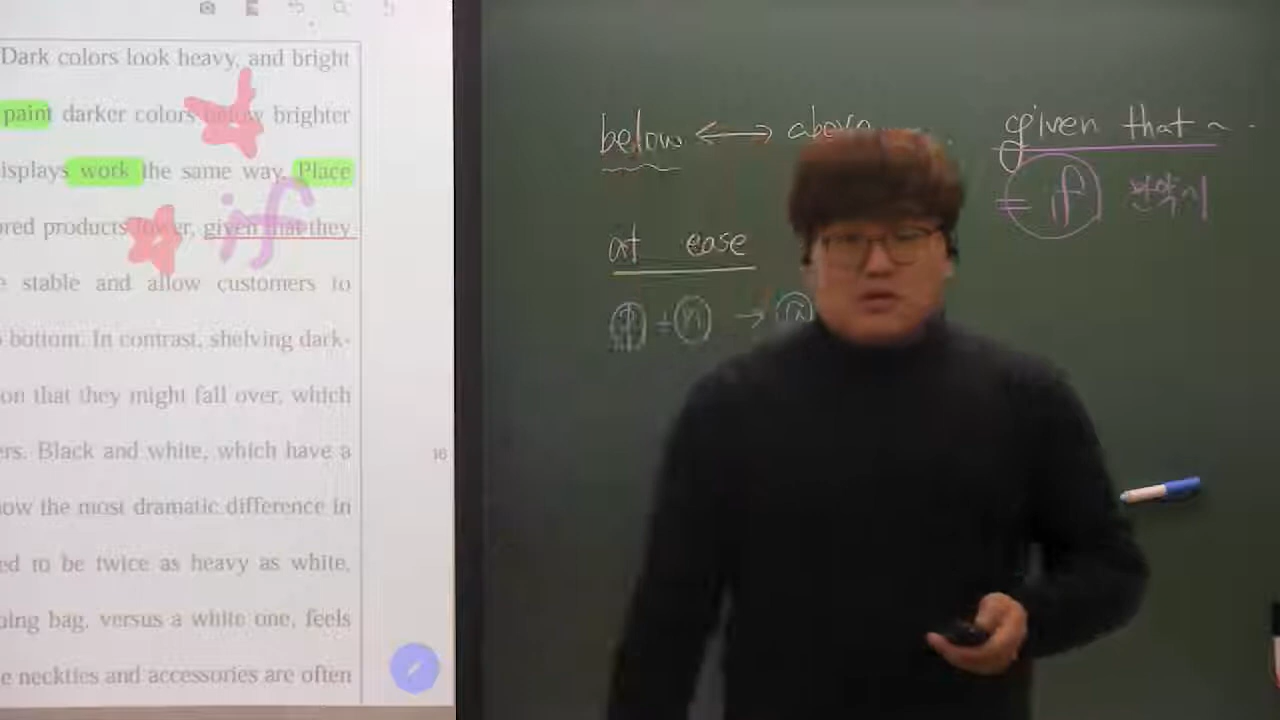 Dark colors look heavy, and bright
paint darker colors below brighter
isplays work the same way. Place
if
ored products lower, given that they
e stable and allow customers to
bottom. In contrast, shelving dark-
on that they might fall over, which
ers. Black and white, which have a
16
ow the most dramatic difference in
ed to be twice as heavy as white,
ping bag, versus a white one, feels
e neckties and accessories are often
below ↔ above
at ease
given that ~
= if